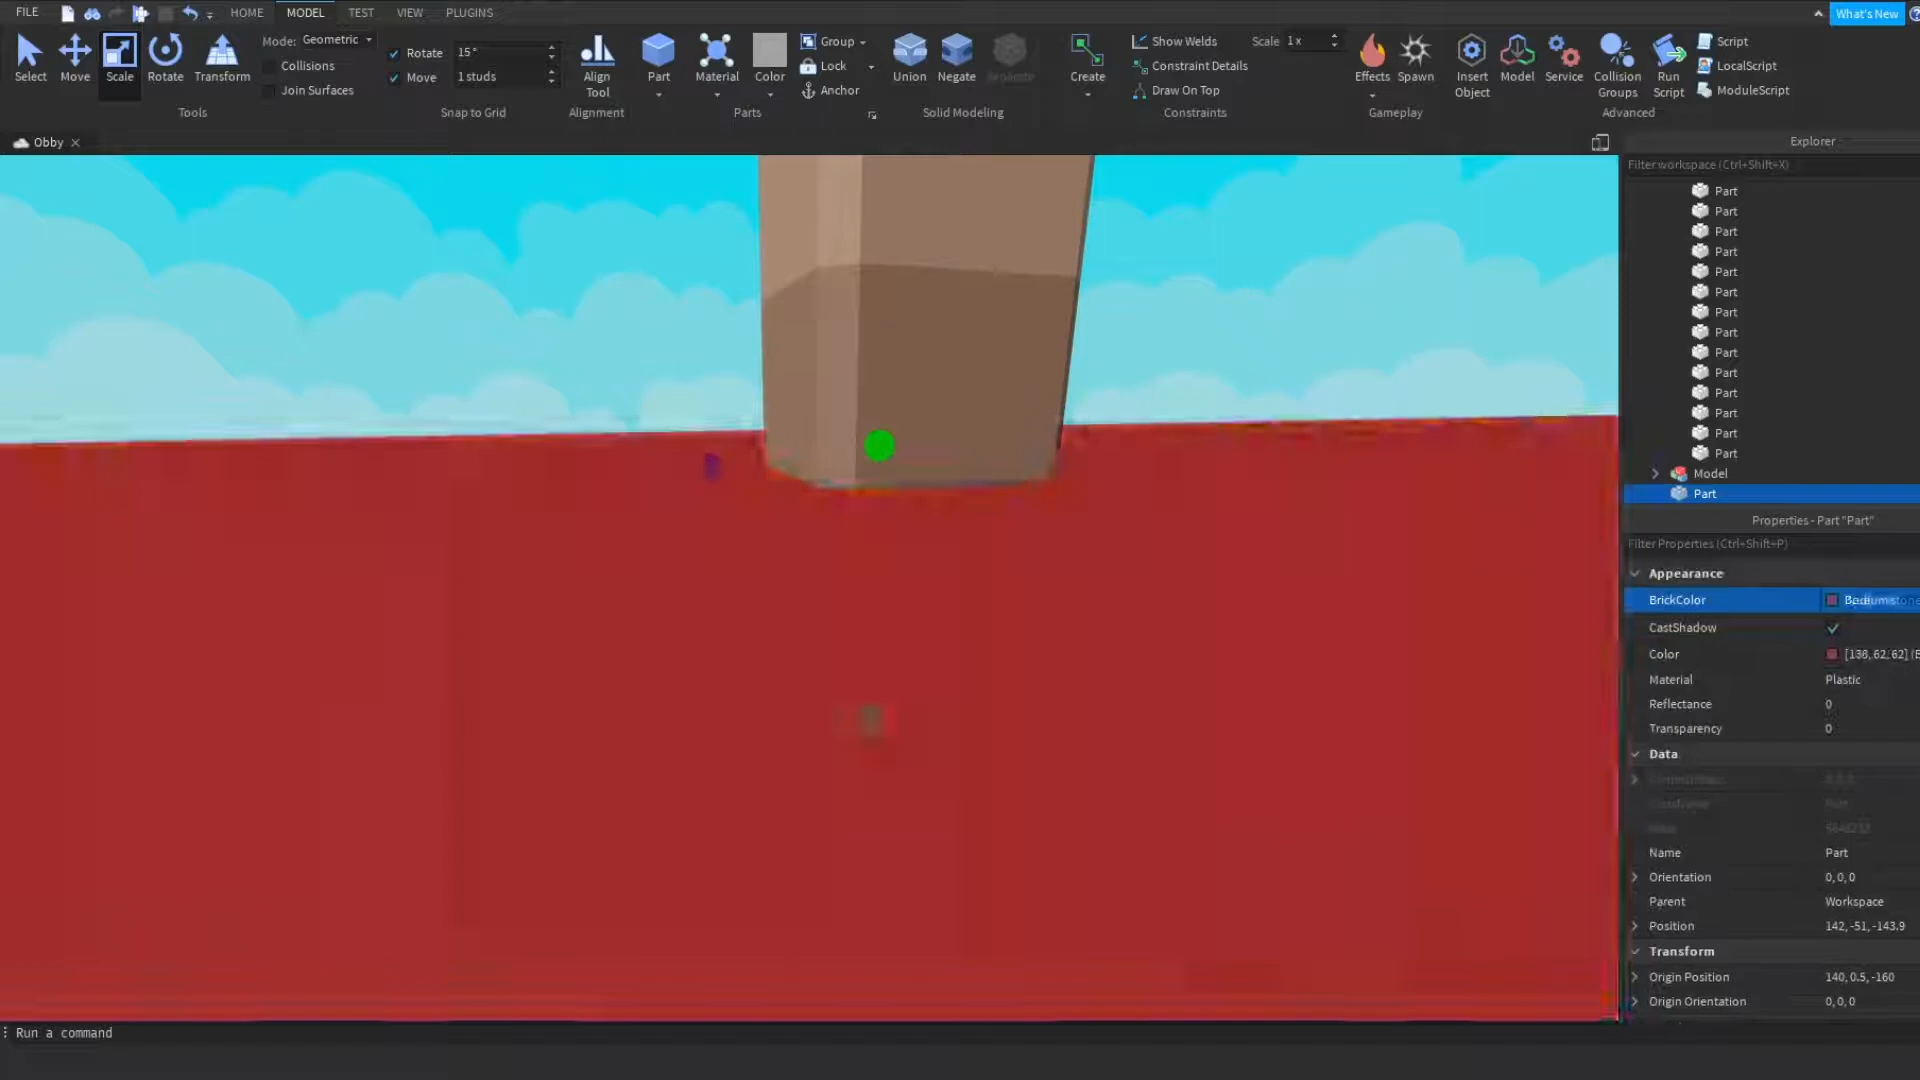 FILE HOME MODEL TEST VIEW PLUGINS What's New
Select Move Scale Rotate Transform
Mode: Geometric
Collisions
Join Surfaces
Tools
Rotate 15°
Move 1 studs
Snap to Grid
Align
Tool
Alignment
Part Material Color
Group
Lock
Anchor
Parts
Union Negate Separate
Solid Modeling
Create
Show Welds Scale 1x
Constraint Details
Draw On Top
Constraints
Effects Spawn
Gameplay
Insert
Object
Model
Service
Collision
Groups
Run
Script
Script
LocalScript
ModuleScript
Advanced
Obby
Explorer
Filter workspace (Ctrl+Shift+X)
Part
Part
Part
Part
Part
Part
Part
Part
Part
Part
Part
Part
Part
Part
Model
Part
Properties - Part "Part"
Filter Properties (Ctrl+Shift+P)
Appearance
BrickColor
CastShadow
Color [138, 62, 62]
Material Plastic
Reflectance 0
Transparency 0
Data
Name Part
Orientation 0, 0, 0
Parent Workspace
Position 142, -51, -143.9
Transform
Origin Position 140, 0.5, -160
Origin Orientation 0, 0, 0
Run a command